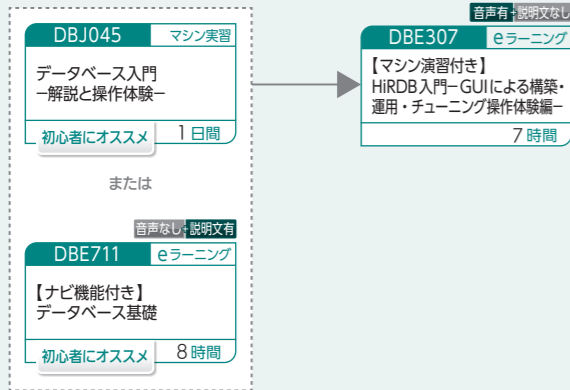 DBJ045 マシン実習
データベース入門
−解説と操作体験−
初心者にオススメ 1日間
または
音声なし+説明文有
DBE711 eラーニング
【ナビ機能付き】
データベース基礎
初心者にオススメ 8時間
音声有+説明文なし
DBE307 eラーニング
【マシン演習付き】
HiRDB入門−GUIによる構築・
運用・チューニング操作体験編−
7時間